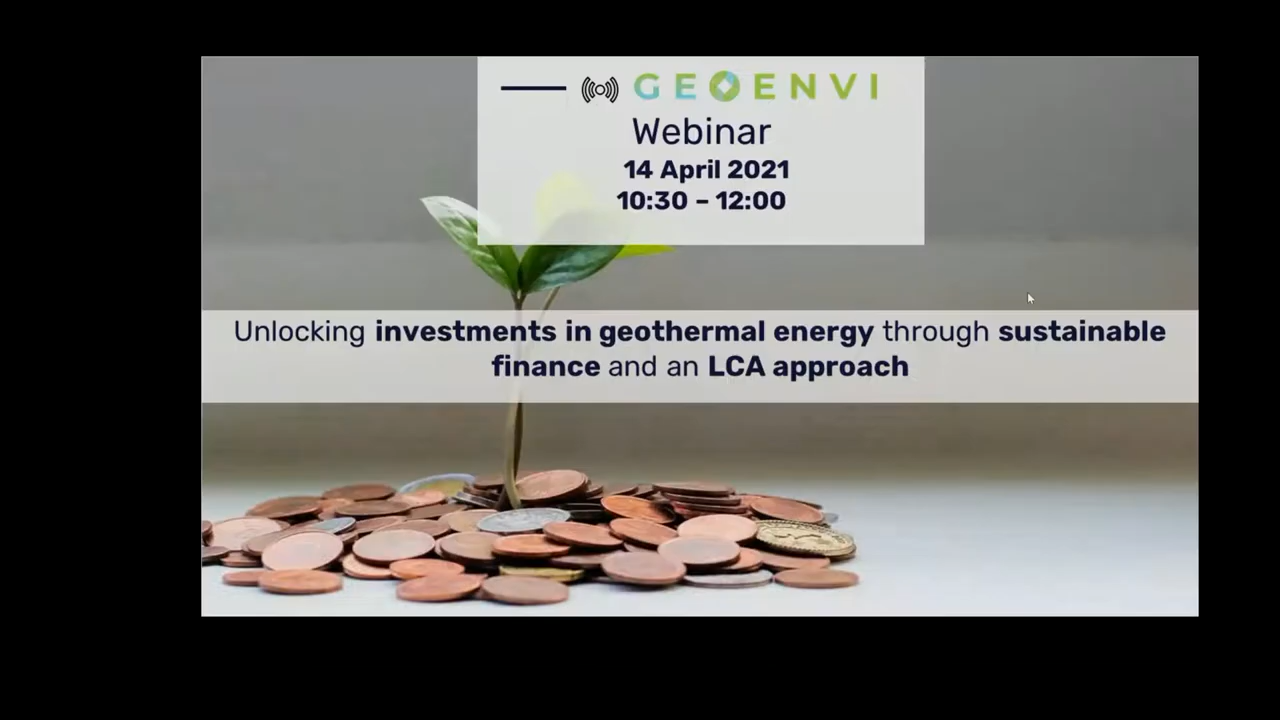 GEOENVI
Webinar
14 April 2021
10:30 – 12:00
Unlocking investments in geothermal energy through sustainable
finance and an LCA approach